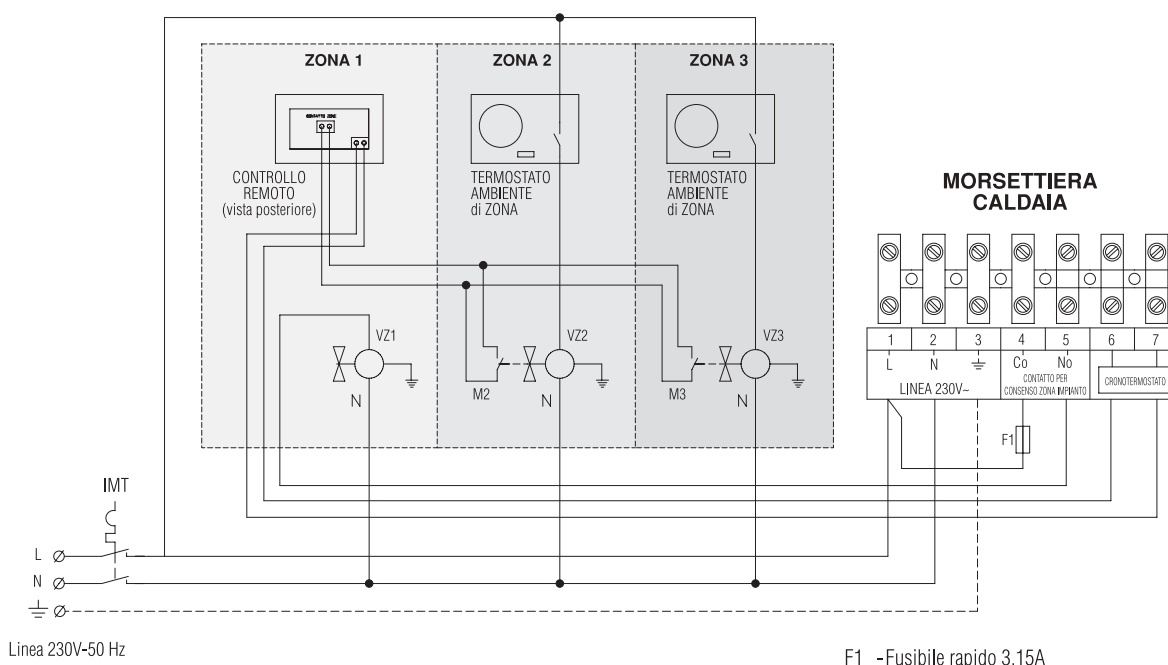 ZONA 1
ZONA 2
ZONA 3
CONTATTO ZONE
CONTROLLO
REMOTO
(vista posteriore)
TERMOSTATO
AMBIENTE
di ZONA
TERMOSTATO
AMBIENTE
di ZONA
MORSETTIERA
CALDAIA
VZ1
VZ2
VZ3
M2
M3
N
N
N
1 2 3 4 5 6 7
L N Co No
LINEA 230V~
CONTATTO PER
CONSENSO ZONA IMPIANTO
CRONOTERMOSTATO
F1
IMT
L
N
Linea 230V-50 Hz
F1 -Fusibile rapido 3,15A